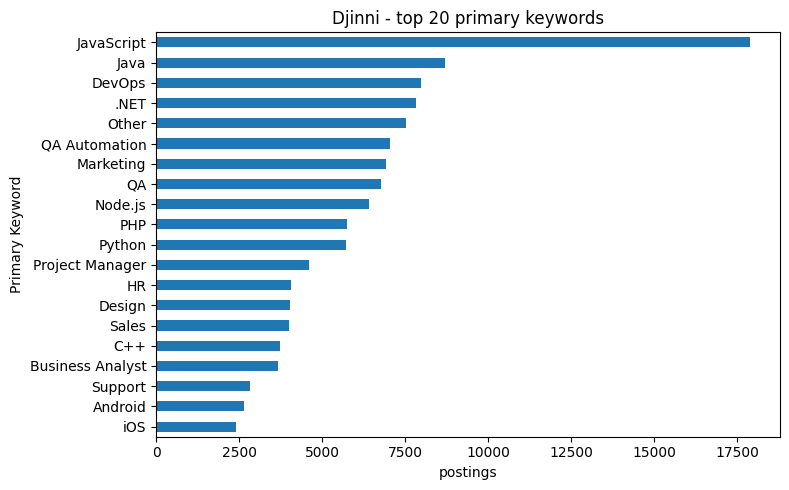 Djinni - top 20 primary keywords
Primary Keyword
JavaScript
Java
DevOps
.NET
Other
QA Automation
Marketing
QA
Node.js
PHP
Python
Project Manager
HR
Design
Sales
C++
Business Analyst
Support
Android
iOS
0 2500 5000 7500 10000 12500 15000 17500
postings